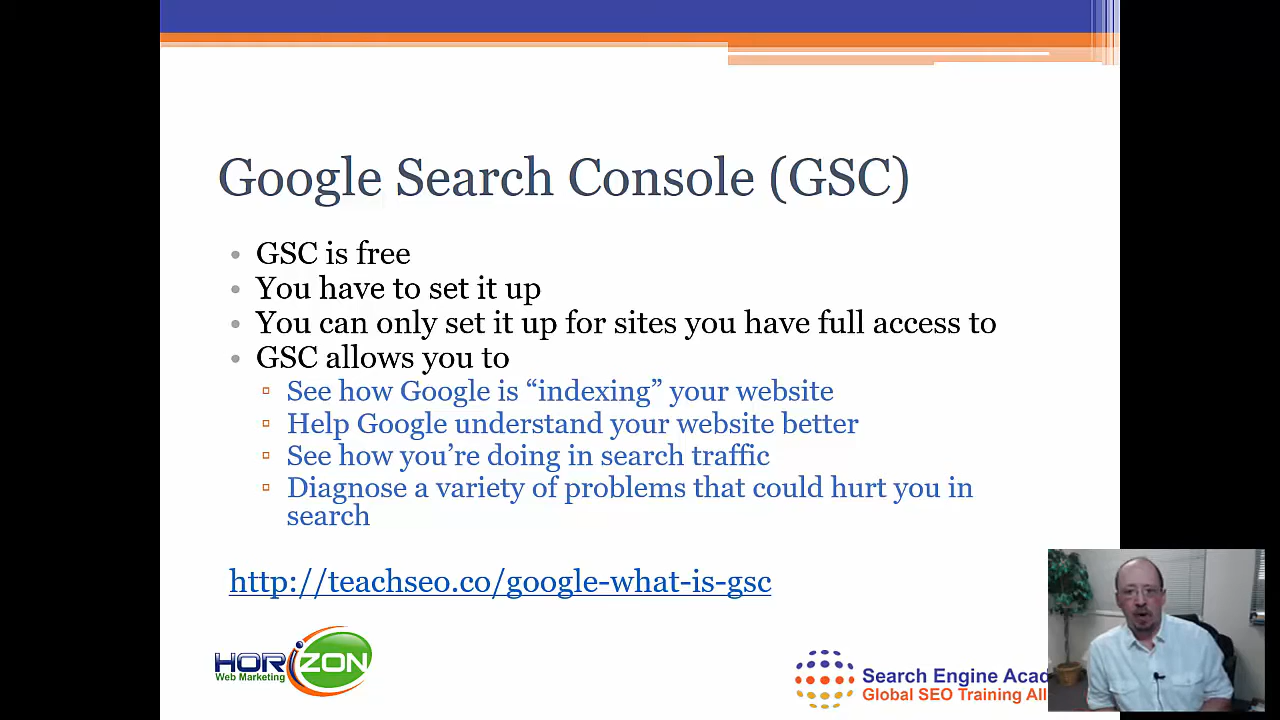 Google Search Console (GSC)
• GSC is free
• You have to set it up
• You can only set it up for sites you have full access to
• GSC allows you to
▫ See how Google is “indexing” your website
▫ Help Google understand your website better
▫ See how you’re doing in search traffic
▫ Diagnose a variety of problems that could hurt you in
search
http://teachseo.co/google-what-is-gsc
HORIZON
Web Marketing
Search Engine Acad
Global SEO Training All